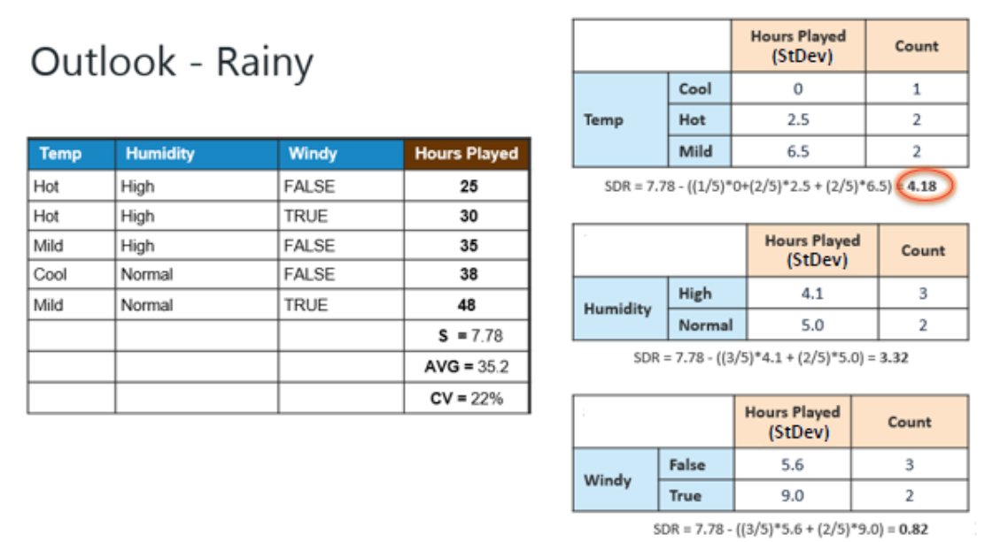 Outlook - Rainy
Temp Humidity Windy Hours Played
Hot High FALSE 25
Hot High TRUE 30
Mild High FALSE 35
Cool Normal FALSE 38
Mild Normal TRUE 48
S = 7.78
AVG = 35.2
CV = 22%
Hours Played
(StDev)
Count
Temp
Cool 0 1
Hot 2.5 2
Mild 6.5 2
SDR = 7.78 - ((1/5)*0+(2/5)*2.5 + (2/5)*6.5) = 4.18
Hours Played
(StDev)
Count
Humidity
High 4.1 3
Normal 5.0 2
SDR = 7.78 - ((3/5)*4.1 + (2/5)*5.0) = 3.32
Hours Played
(StDev)
Count
Windy
False 5.6 3
True 9.0 2
SDR = 7.78 - ((3/5)*5.6 + (2/5)*9.0) = 0.82